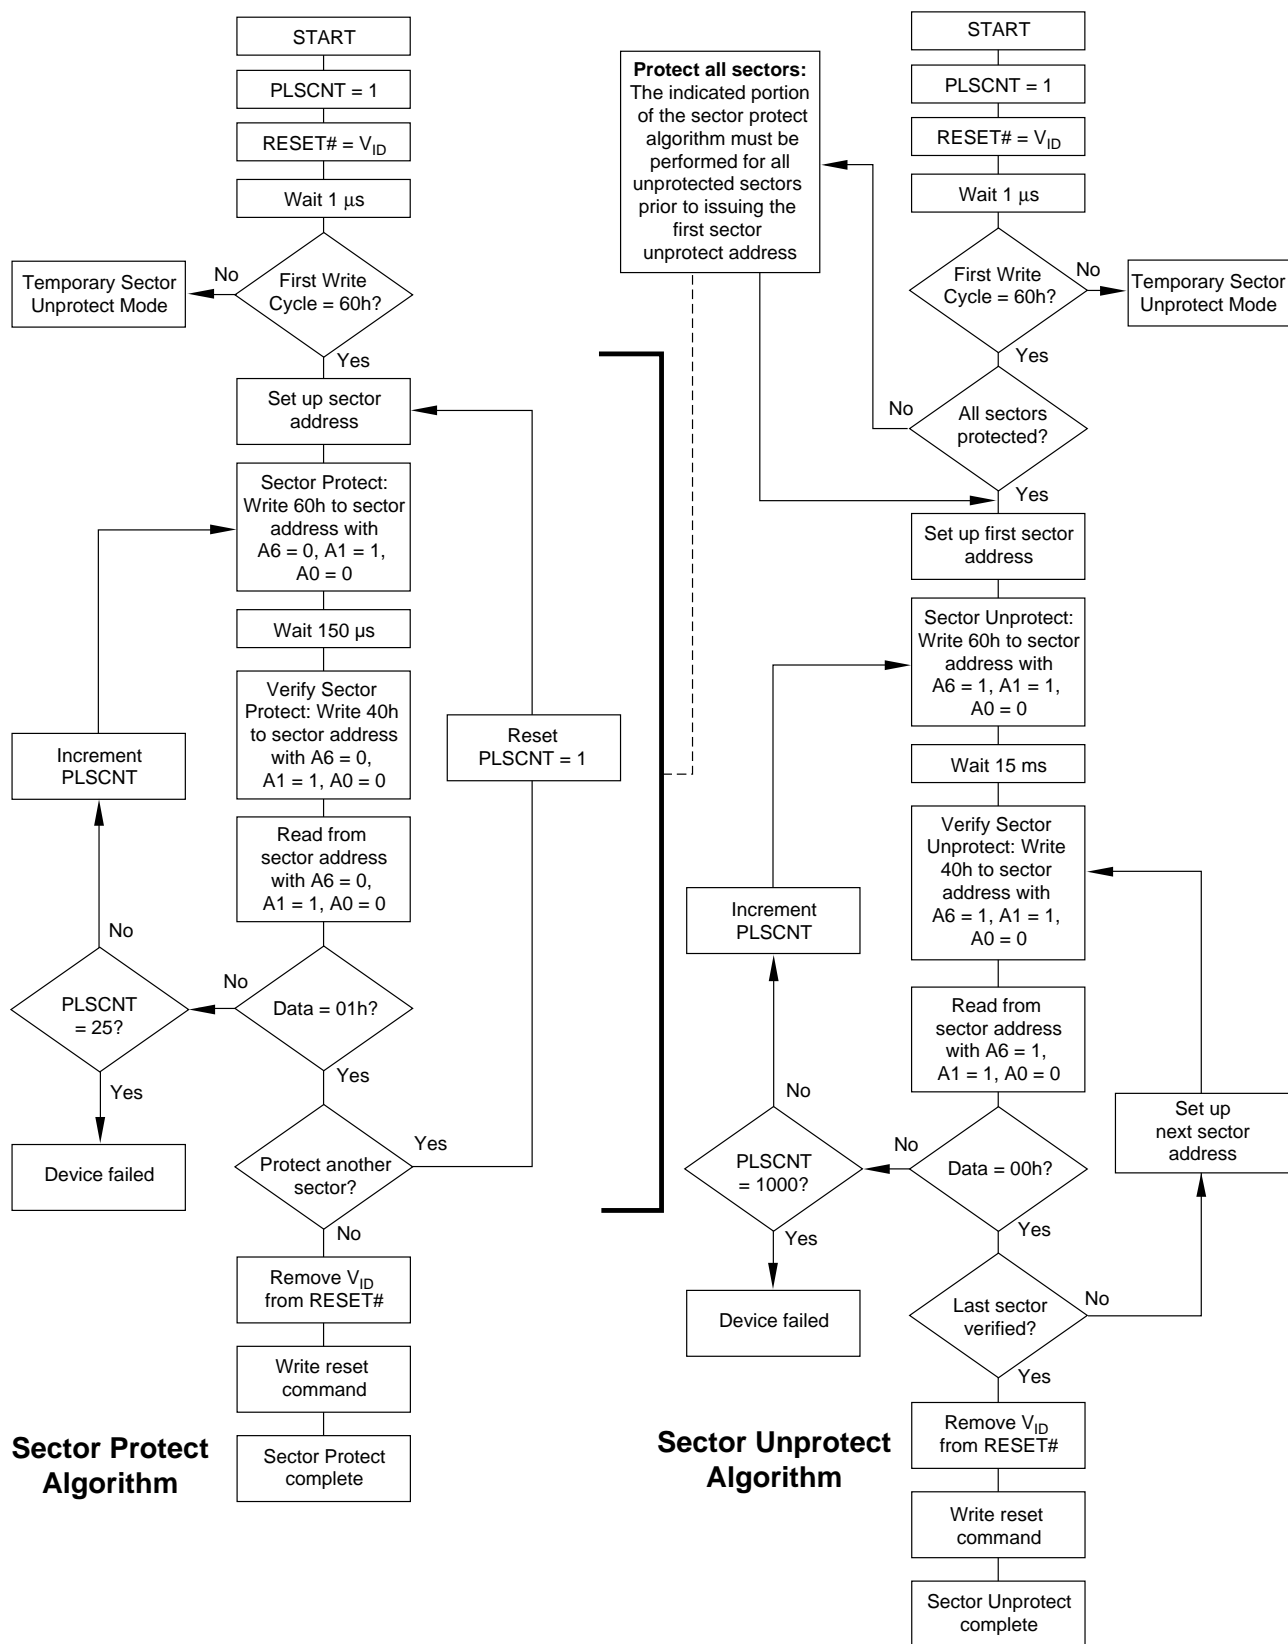 START
PLSCNT = 1
RESET# = VID
Wait 1 μs
First Write
Cycle = 60h?
No
Temporary Sector
Unprotect Mode
Yes
Set up sector
address
Sector Protect:
Write 60h to sector
address with
A6 = 0, A1 = 1,
A0 = 0
Wait 150 μs
Verify Sector
Protect: Write 40h
to sector address
with A6 = 0,
A1 = 1, A0 = 0
Reset
PLSCNT = 1
Increment
PLSCNT
Read from
sector address
with A6 = 0,
A1 = 1, A0 = 0
No
No
PLSCNT
= 25?
Data = 01h?
Yes
Yes
Device failed
Protect another
sector?
Yes
No
Remove VID
from RESET#
Write reset
command
Sector Protect
complete
Sector Protect
Algorithm
Protect all sectors:
The indicated portion
of the sector protect
algorithm must be
performed for all
unprotected sectors
prior to issuing the
first sector
unprotect address
START
PLSCNT = 1
RESET# = VID
Wait 1 μs
First Write
Cycle = 60h?
No
Temporary Sector
Unprotect Mode
Yes
No
All sectors
protected?
Yes
Set up first sector
address
Sector Unprotect:
Write 60h to sector
address with
A6 = 1, A1 = 1,
A0 = 0
Wait 15 ms
Verify Sector
Unprotect: Write
40h to sector
address with
A6 = 1, A1 = 1,
A0 = 0
Increment
PLSCNT
Read from
sector address
with A6 = 1,
A1 = 1, A0 = 0
No
No
PLSCNT
= 1000?
Data = 00h?
Set up
next sector
address
Yes
Yes
Device failed
Last sector
verified?
No
Yes
Remove VID
from RESET#
Write reset
command
Sector Unprotect
complete
Sector Unprotect
Algorithm